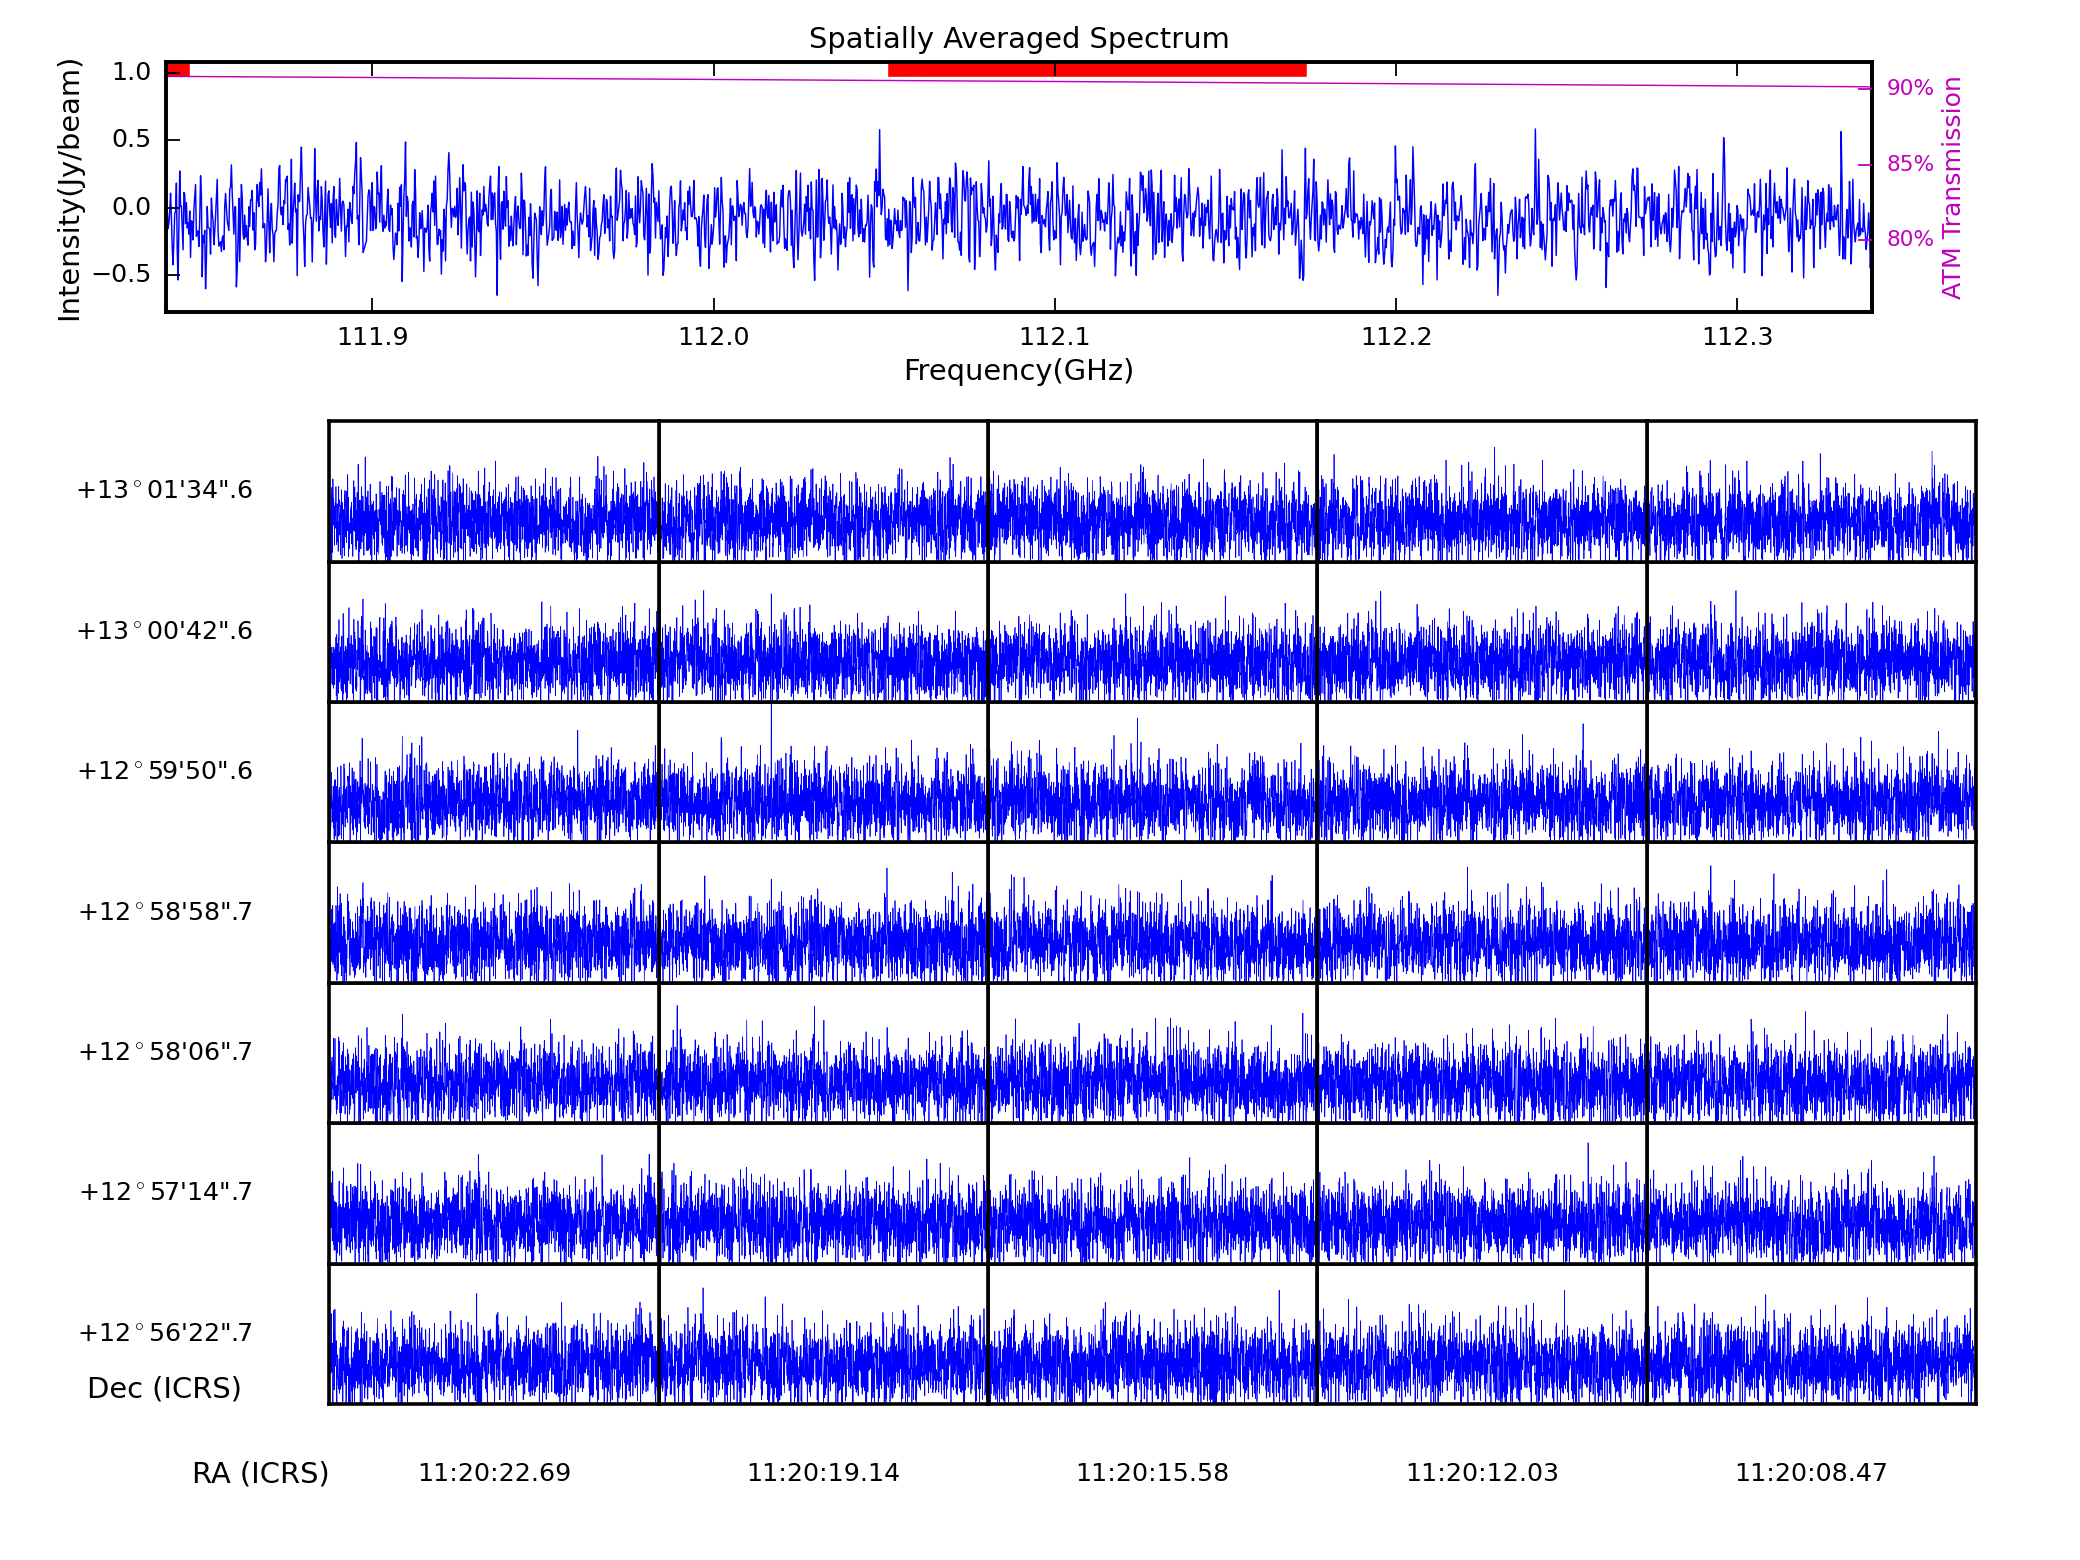 Spatially Averaged Spectrum
Intensity(Jy/beam)
1.0
0.5
0.0
−0.5
90%
85%
80%
ATM Transmission
111.9 112.0 112.1 112.2 112.3
Frequency(GHz)
+13°01'34".6
+13°00'42".6
+12°59'50".6
+12°58'58".7
+12°58'06".7
+12°57'14".7
+12°56'22".7
Dec (ICRS)
RA (ICRS) 11:20:22.69 11:20:19.14 11:20:15.58 11:20:12.03 11:20:08.47